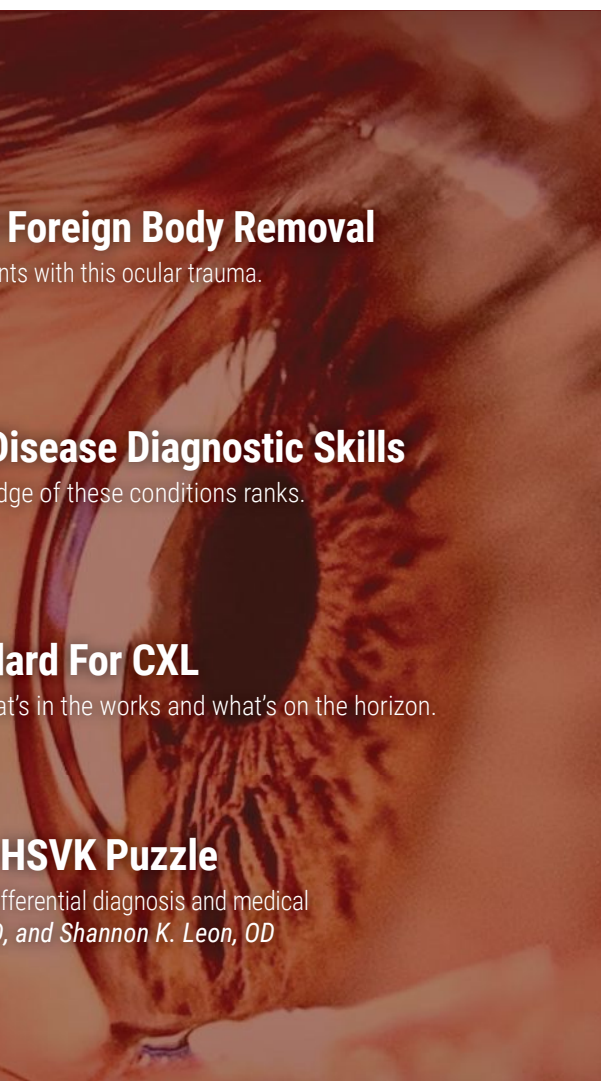 Foreign Body Removal
nts with this ocular trauma.
Disease Diagnostic Skills
dge of these conditions ranks.
dard For CXL
at’s in the works and what’s on the horizon.
HSVK Puzzle
fferential diagnosis and medical
, and Shannon K. Leon, OD